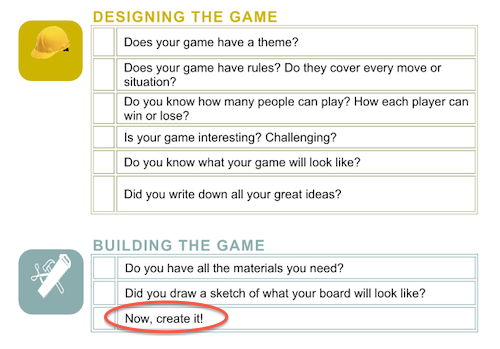 DESIGNING THE GAME
Does your game have a theme?
Does your game have rules? Do they cover every move or
situation?
Do you know how many people can play? How each player can
win or lose?
Is your game interesting? Challenging?
Do you know what your game will look like?
Did you write down all your great ideas?
BUILDING THE GAME
Do you have all the materials you need?
Did you draw a sketch of what your board will look like?
Now, create it!